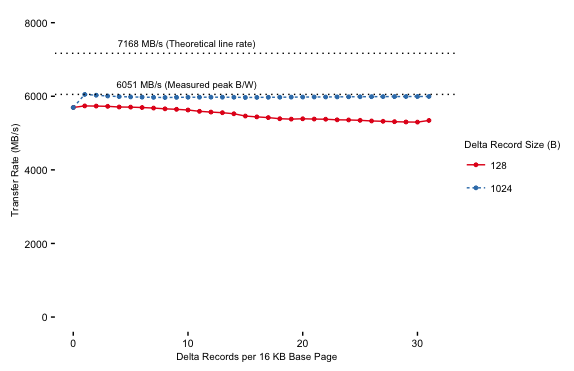 8000
7168 MB/s (Theoretical line rate)
6051 MB/s (Measured peak B/W)
6000
4000
2000
0
Transfer Rate (MB/s)
0 10 20 30
Delta Records per 16 KB Base Page
Delta Record Size (B)
128
1024